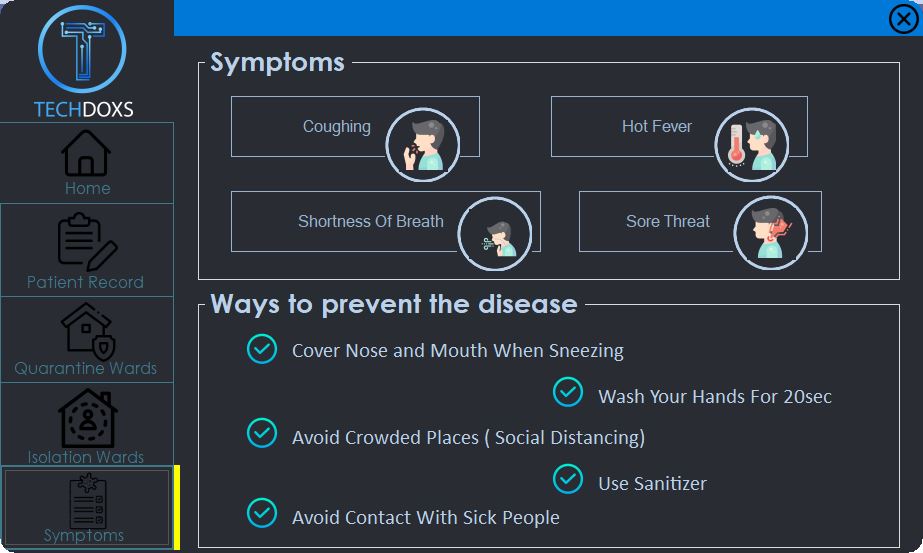 TECHDOXS
Home
Patient Record
Quarantine Wards
Isolation Wards
Symptoms
Symptoms
Coughing
Hot Fever
Shortness Of Breath
Sore Threat
Ways to prevent the disease
Cover Nose and Mouth When Sneezing
Wash Your Hands For 20sec
Avoid Crowded Places ( Social Distancing)
Use Sanitizer
Avoid Contact With Sick People